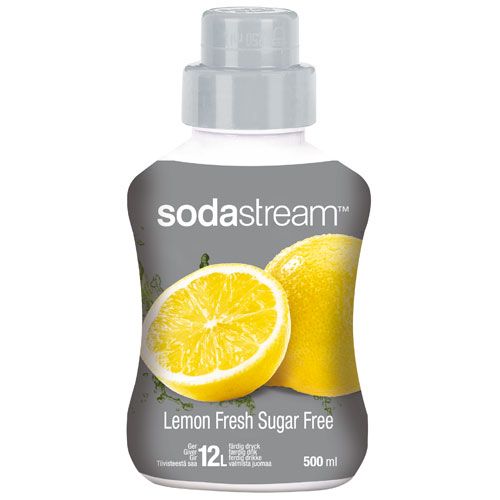 sodastream™
Lemon Fresh Sugar Free
Ger färdig dryck
Giver færdig drik
Gir 12L ferdig drikke
Tiivisteestä saa valmista juomaa
500 ml